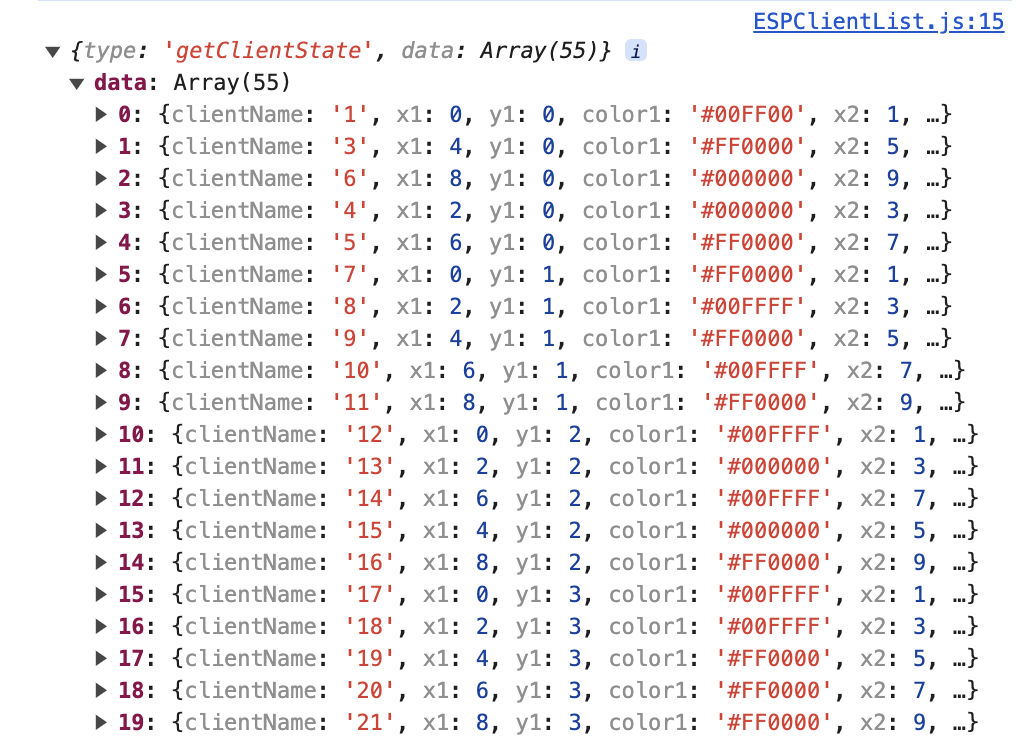 ESPClientList.js:15
▼ {type: 'getClientState', data: Array(55)} i
▼ data: Array(55)
▶ 0: {clientName: '1', x1: 0, y1: 0, color1: '#00FF00', x2: 1, …}
▶ 1: {clientName: '3', x1: 4, y1: 0, color1: '#FF0000', x2: 5, …}
▶ 2: {clientName: '6', x1: 8, y1: 0, color1: '#000000', x2: 9, …}
▶ 3: {clientName: '4', x1: 2, y1: 0, color1: '#000000', x2: 3, …}
▶ 4: {clientName: '5', x1: 6, y1: 0, color1: '#FF0000', x2: 7, …}
▶ 5: {clientName: '7', x1: 0, y1: 1, color1: '#FF0000', x2: 1, …}
▶ 6: {clientName: '8', x1: 2, y1: 1, color1: '#00FFFF', x2: 3, …}
▶ 7: {clientName: '9', x1: 4, y1: 1, color1: '#FF0000', x2: 5, …}
▶ 8: {clientName: '10', x1: 6, y1: 1, color1: '#00FFFF', x2: 7, …}
▶ 9: {clientName: '11', x1: 8, y1: 1, color1: '#FF0000', x2: 9, …}
▶ 10: {clientName: '12', x1: 0, y1: 2, color1: '#00FFFF', x2: 1, …}
▶ 11: {clientName: '13', x1: 2, y1: 2, color1: '#000000', x2: 3, …}
▶ 12: {clientName: '14', x1: 6, y1: 2, color1: '#00FFFF', x2: 7, …}
▶ 13: {clientName: '15', x1: 4, y1: 2, color1: '#000000', x2: 5, …}
▶ 14: {clientName: '16', x1: 8, y1: 2, color1: '#FF0000', x2: 9, …}
▶ 15: {clientName: '17', x1: 0, y1: 3, color1: '#00FFFF', x2: 1, …}
▶ 16: {clientName: '18', x1: 2, y1: 3, color1: '#00FFFF', x2: 3, …}
▶ 17: {clientName: '19', x1: 4, y1: 3, color1: '#FF0000', x2: 5, …}
▶ 18: {clientName: '20', x1: 6, y1: 3, color1: '#FF0000', x2: 7, …}
▶ 19: {clientName: '21', x1: 8, y1: 3, color1: '#FF0000', x2: 9, …}